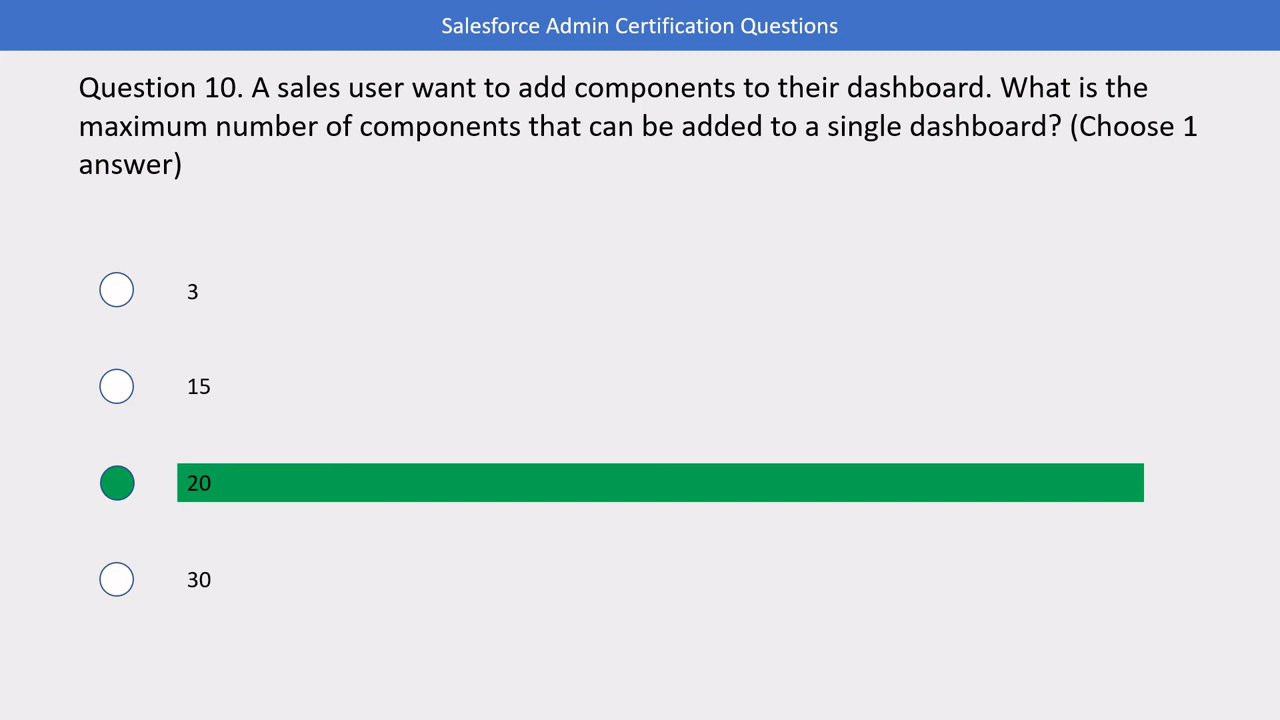 Salesforce Admin Certification Questions
Question 10. A sales user want to add components to their dashboard. What is the
maximum number of components that can be added to a single dashboard? (Choose 1
answer)
3
15
20
30